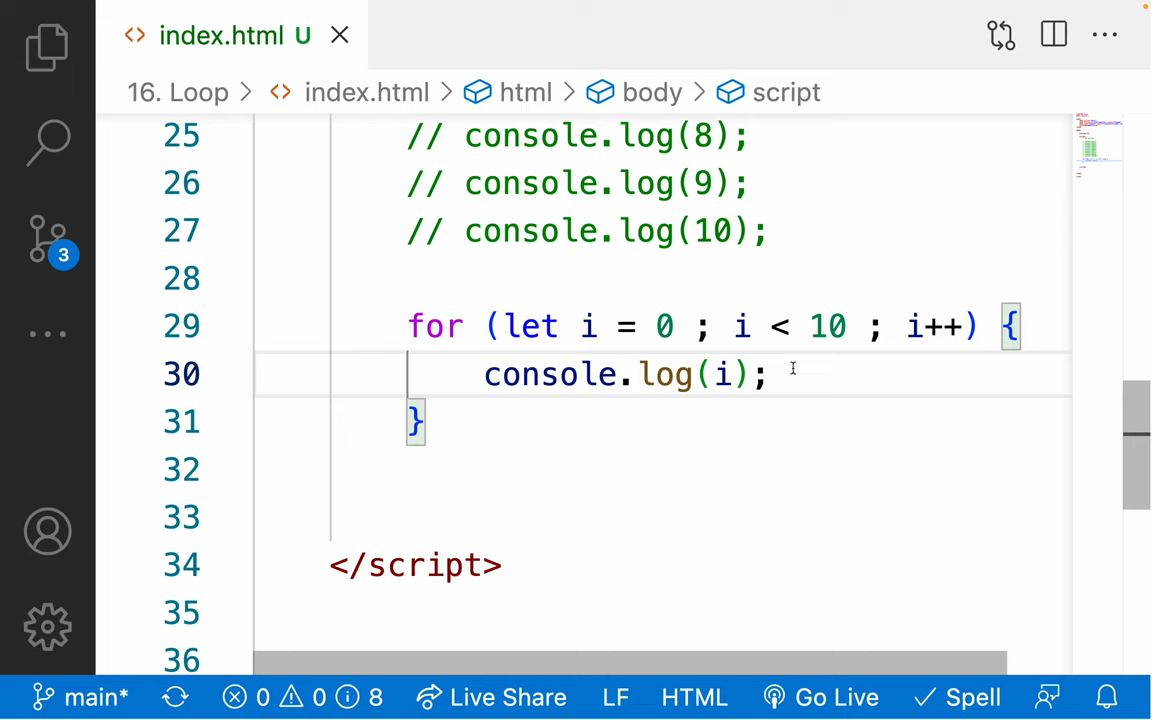 index.html U
16. Loop > index.html > html > body > script
25 // console.log(8);
26 // console.log(9);
27 // console.log(10);
28
29 for (let i = 0 ; i < 10 ; i++) {
30 console.log(i);
31 }
32
33
34 </script>
35
36
3
main* 0 0 8 Live Share LF HTML Go Live Spell